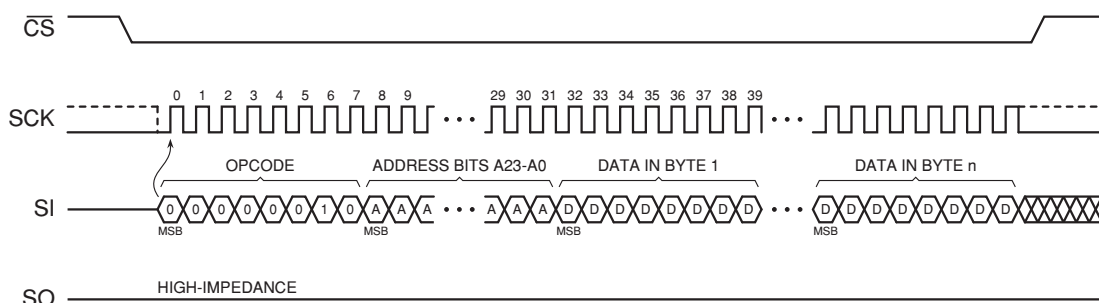 CS
SCK
0 1 2 3 4 5 6 7 8 9 29 30 31 32 33 34 35 36 37 38 39
OPCODE ADDRESS BITS A23-A0 DATA IN BYTE 1 DATA IN BYTE n
SI
0 0 0 0 0 0 1 0 A A A A A A D D D D D D D D D D D D D D D D
MSB MSB MSB MSB
SO
HIGH-IMPEDANCE